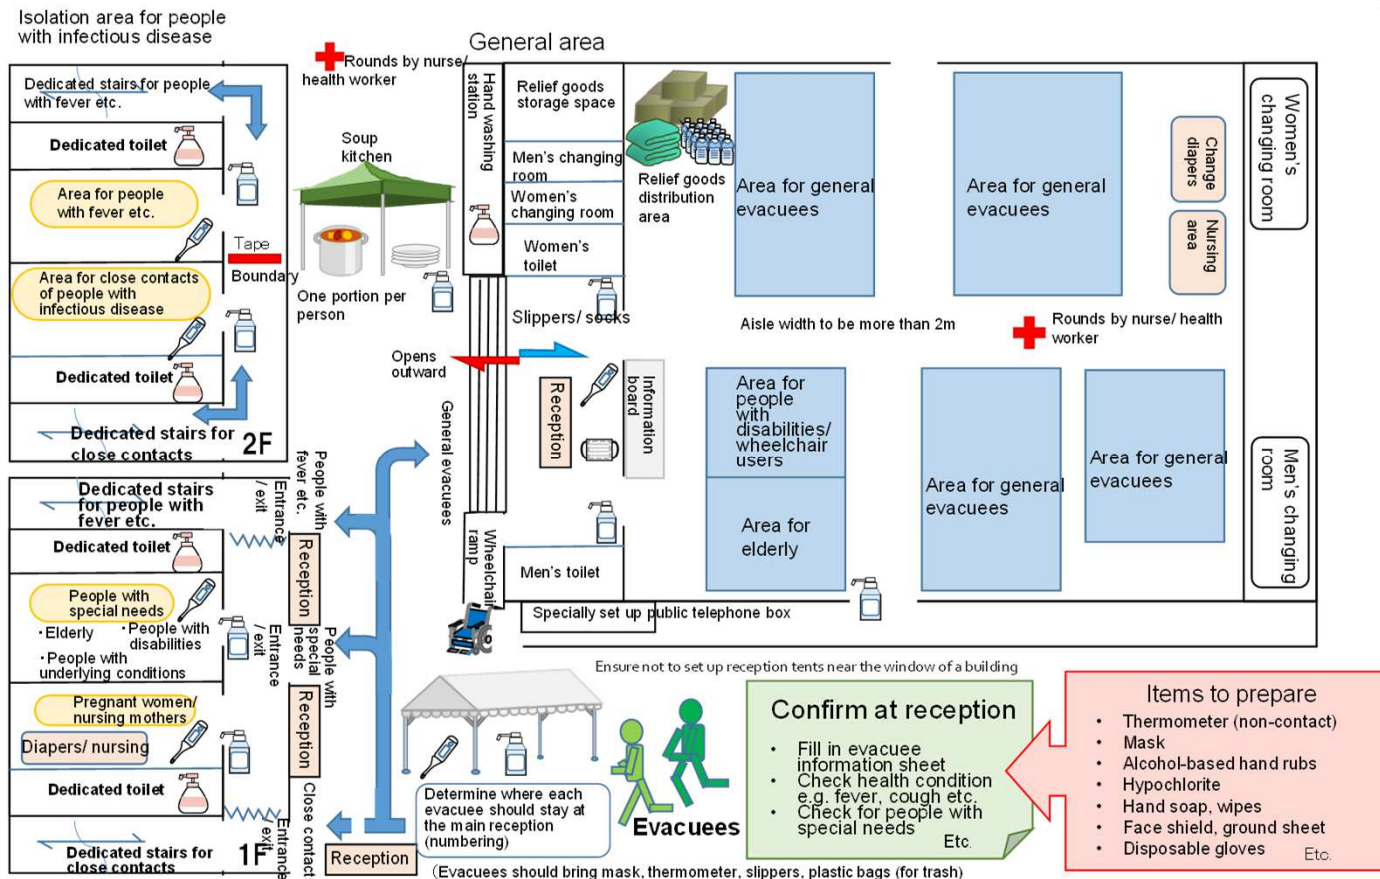 Isolation area for people
with infectious disease
Dedicated stairs for people
with fever etc.
Dedicated toilet
Area for people
with fever etc.
Tape
Boundary
Area for close contacts
of people with
infectious disease
Dedicated toilet
Dedicated stairs for
close contacts
2F
Dedicated stairs
for people with
fever etc.
Dedicated toilet
People with
special needs
・Elderly
・People with
disabilities
・People with
underlying conditions
Pregnant women/
nursing mothers
Diapers/ nursing
Dedicated toilet
Dedicated stairs for
close contacts
1F
People with
fever etc.
Entrance
/ exit
Reception
People with
special
needs
Entrance
/ exit
Reception
Close contact
Entrance
/ exit
Reception
Rounds by nurse/
health worker
Soup
kitchen
One portion per
person
General area
Hand washing
station
Relief goods
storage space
Men's changing
room
Women's
changing room
Women's
toilet
Slippers/ socks
Opens
outward
General evacuees
Reception
Information
board
Wheelchair
ramp
Men's toilet
Specially set up public telephone box
Relief goods
distribution
area
Area for general
evacuees
Area for general
evacuees
Change
diapers
Nursing
area
Women's
changing room
Aisle width to be more than 2m
Rounds by nurse/ health
worker
Area for
people
with
disabilities/
wheelchair
users
Area for
elderly
Area for general
evacuees
Area for general
evacuees
Men's changing
room
Ensure not to set up reception tents near the window of a building
Determine where each
evacuee should stay at
the main reception
(numbering)
Evacuees
(Evacuees should bring mask, thermometer, slippers, plastic bags (for trash)
Confirm at reception
• Fill in evacuee
information sheet
• Check health condition
e.g. fever, cough etc.
• Check for people with
special needs
Etc.
Items to prepare
• Thermometer (non-contact)
• Mask
• Alcohol-based hand rubs
• Hypochlorite
• Hand soap, wipes
• Face shield, ground sheet
• Disposable gloves
Etc.